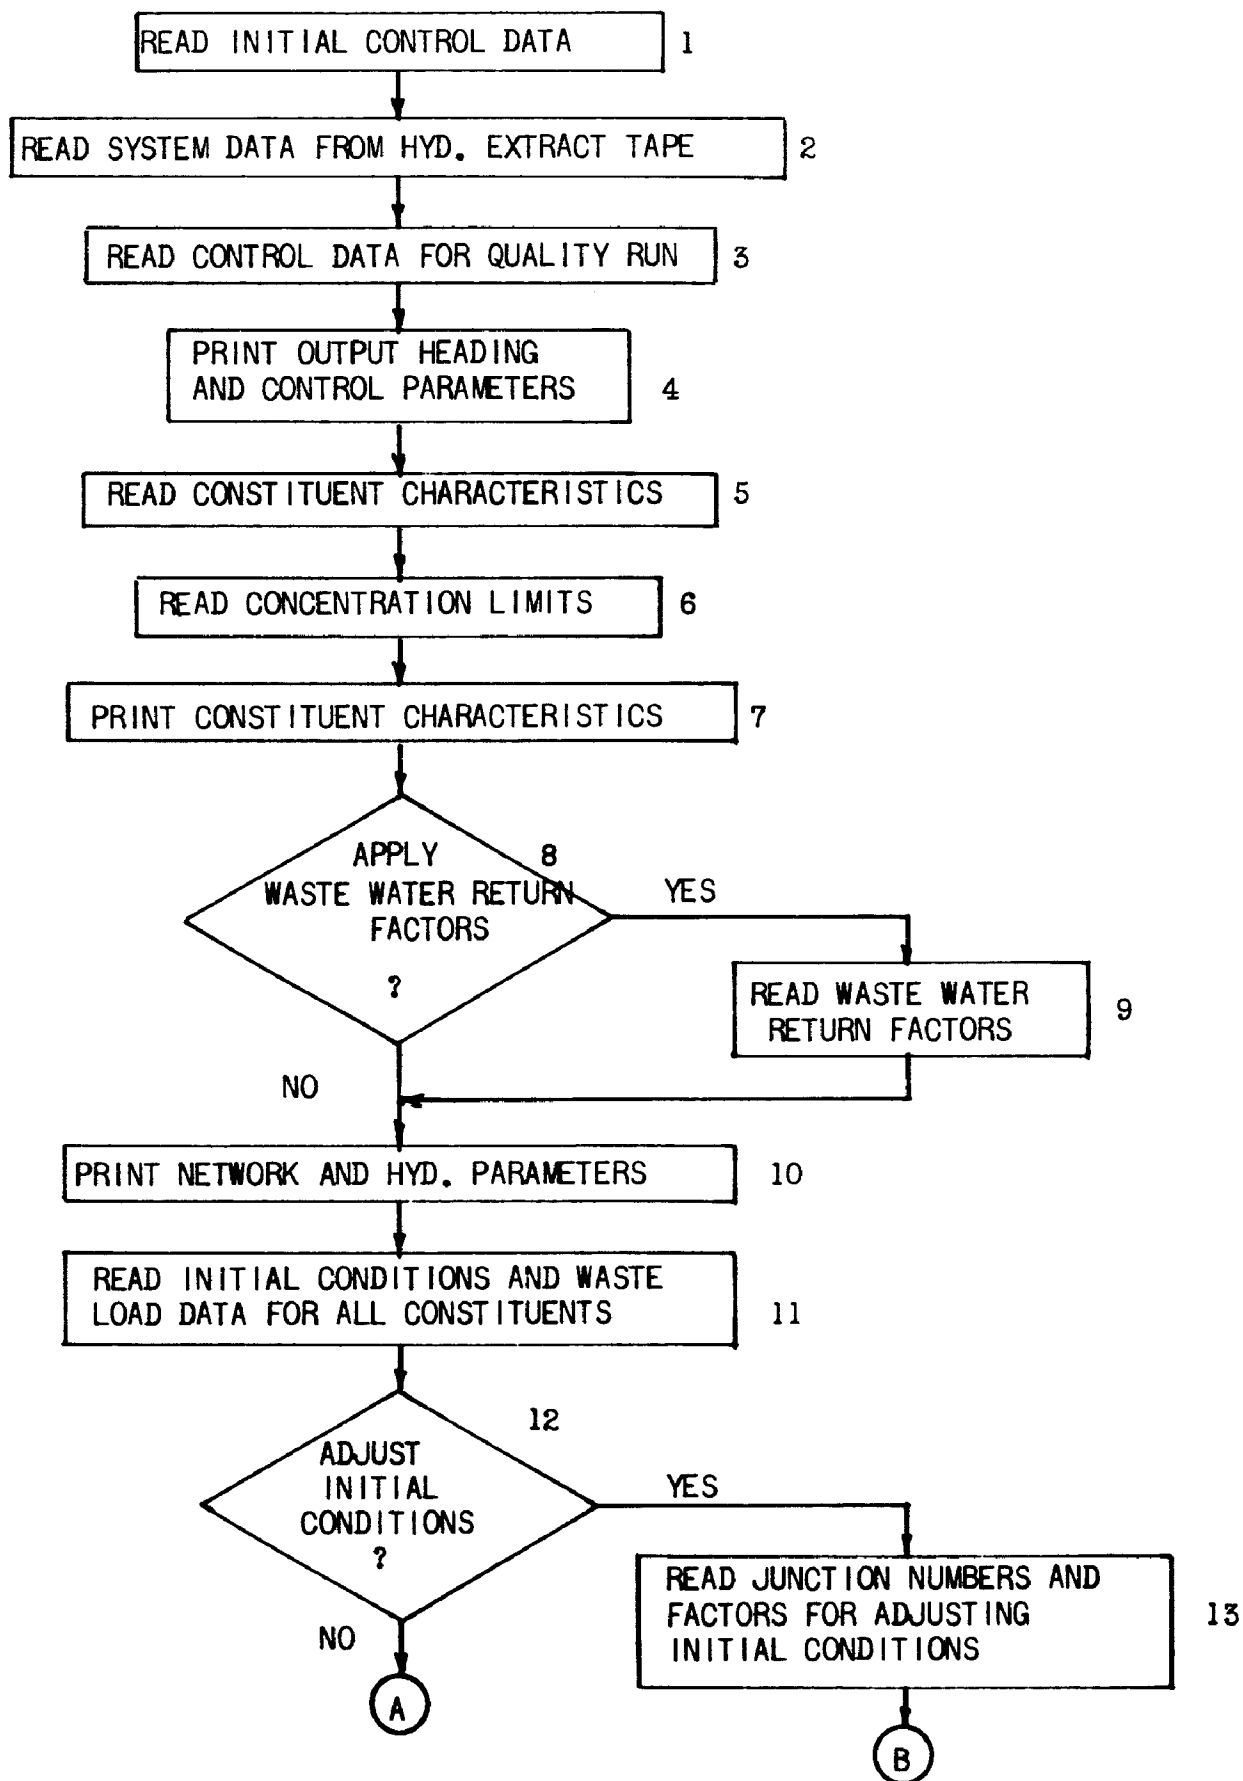 READ INITIAL CONTROL DATA 1
READ SYSTEM DATA FROM HYD. EXTRACT TAPE 2
READ CONTROL DATA FOR QUALITY RUN 3
PRINT OUTPUT HEADING
AND CONTROL PARAMETERS 4
READ CONSTITUENT CHARACTERISTICS 5
READ CONCENTRATION LIMITS 6
PRINT CONSTITUENT CHARACTERISTICS 7
APPLY 8
WASTE WATER RETURN
FACTORS
?
YES
READ WASTE WATER
RETURN FACTORS 9
NO
PRINT NETWORK AND HYD. PARAMETERS 10
READ INITIAL CONDITIONS AND WASTE
LOAD DATA FOR ALL CONSTITUENTS 11
12
ADJUST
INITIAL
CONDITIONS
?
YES
READ JUNCTION NUMBERS AND
FACTORS FOR ADJUSTING 13
INITIAL CONDITIONS
NO
A
B